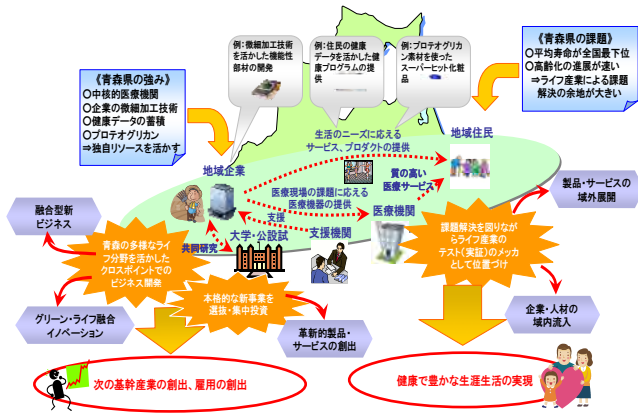 《青森県の強み》
○中核的医療機関
○企業の微細加工技術
○健康データの蓄積
○プロテオグリカン
⇒独自リソースを活かす
例：微細加工技術
を活かした機能性
部材の開発
例：住民の健康
データを活かした健
康プログラムの提
供
例：プロテオグリカ
ン素材を使った
スーパーヒット化粧
品
《青森県の課題》
○平均寿命が全国最下位
○高齢化の進展が速い
⇒ライフ産業による課題
解決の余地が大きい
生活のニーズに応える
サービス、プロダクトの提供
地域住民
地域企業
質の高い
医療サービス
医療現場の課題に応える
医療機器の提供
医療機関
支援
支援機関
大学・公設試
共同研究
製品・サービスの
域外展開
融合型新
ビジネス
青森の多様なライ
フ分野を活かした
クロスポイントでの
ビジネス開発
課題解決を図りなが
らライフ産業の
テスト（実証）のメッカ
として位置づけ
本格的な新事業を
選抜・集中投資
グリーン・ライフ融合
イノベーション
革新的製品・
サービスの創出
企業・人材の
域内流入
次の基幹産業の創出、雇用の創出
健康で豊かな生涯生活の実現